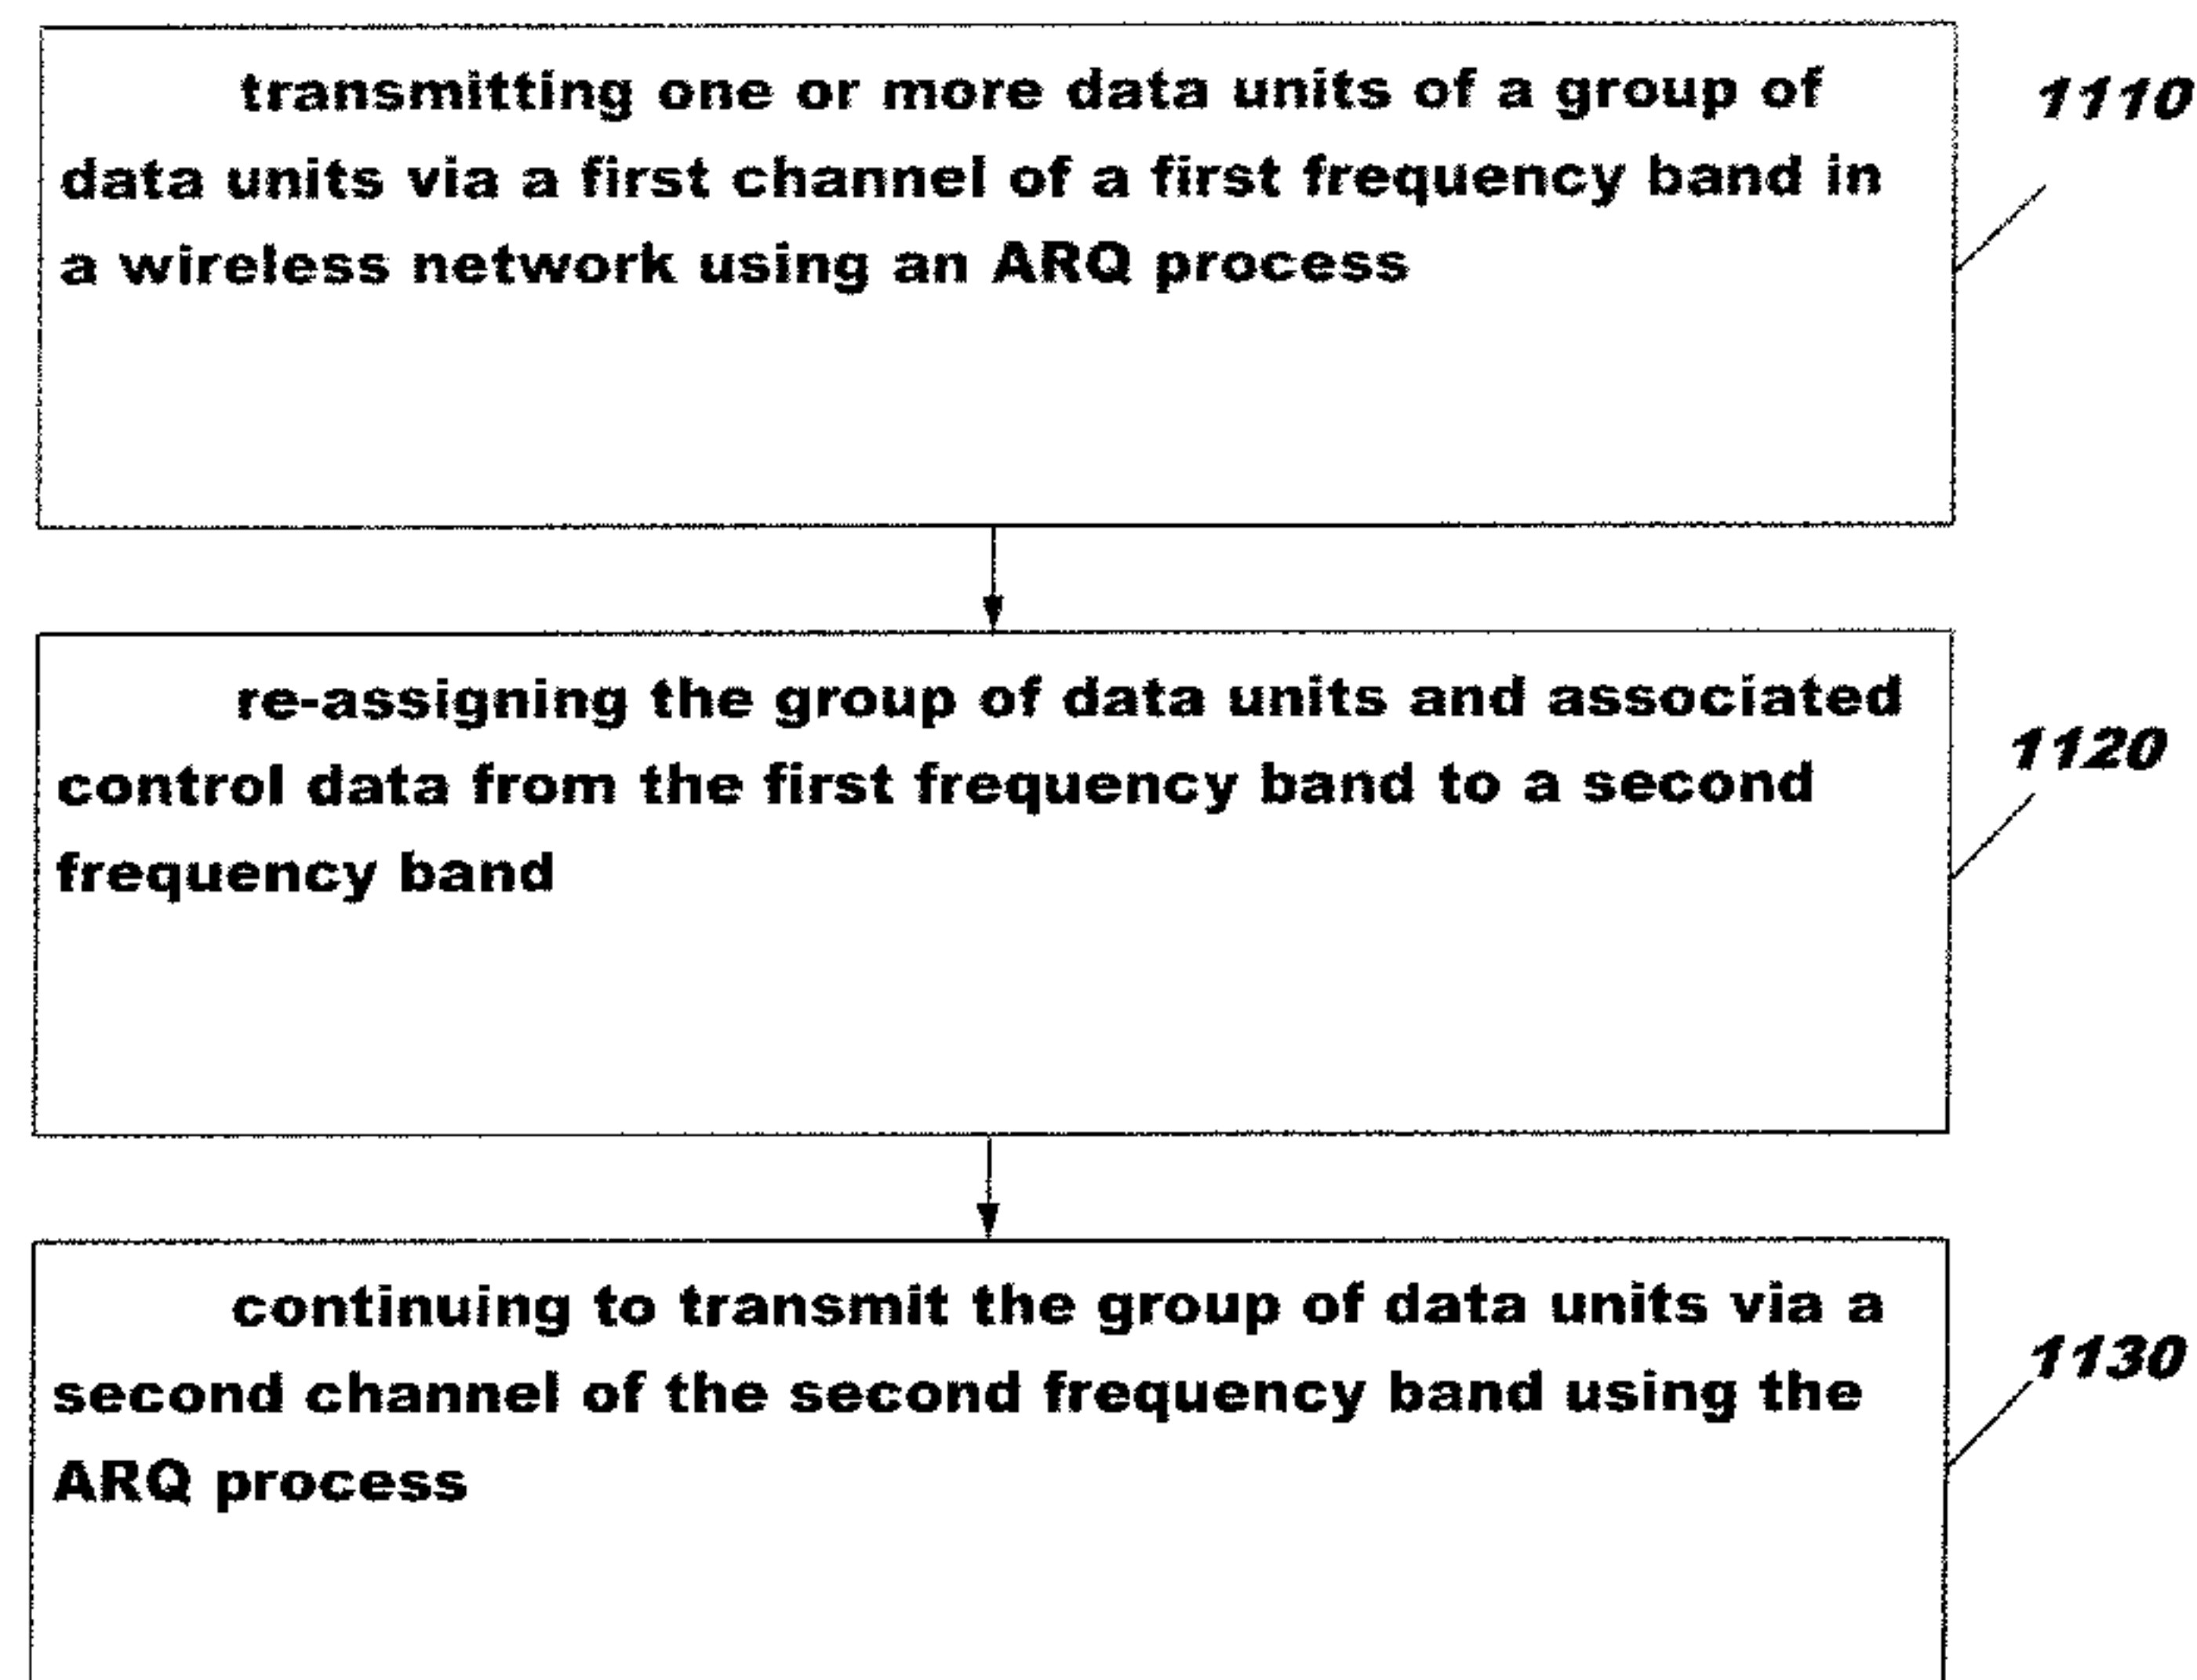 transmitting one or more data units of a group of
1110
data units via a first channel of a first frequency band in
a wireless network using an ARQ process
re-assigning the group of data units and associated
1120
control data from the first frequency band to a second
frequency band
continuing to transmit the group of data units via a
1130
second channel of the second frequency band using the
ARQ process